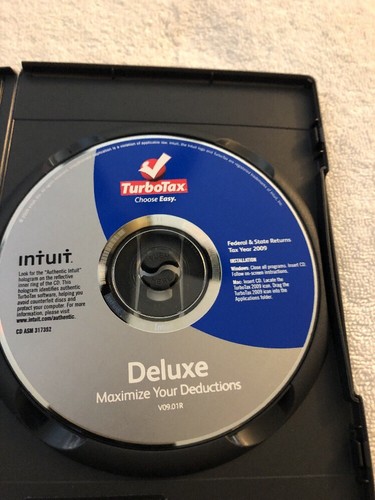 TurboTax
Choose Easy.
INTUIT
Look for the "Authentic Intuit"
hologram on the reflective
cover ring of the CD. This
hologram identifies authentic
TurboTax software, helping you
avoid counterfeit discs and
protect your computer. For more
information, please visit
www.intuit.com/authentic.
CD ASM 317352
Federal & State Returns
Tax Year 2009
INSTALLATION
Windows: Close all programs. Insert CD.
Follow on-screen instructions.
Mac: Insert CD. Locate the
TurboTax 2009 icon. Drag the
TurboTax 2009 icon into the
Applications folder.
Deluxe
Maximize Your Deductions
V09.01R